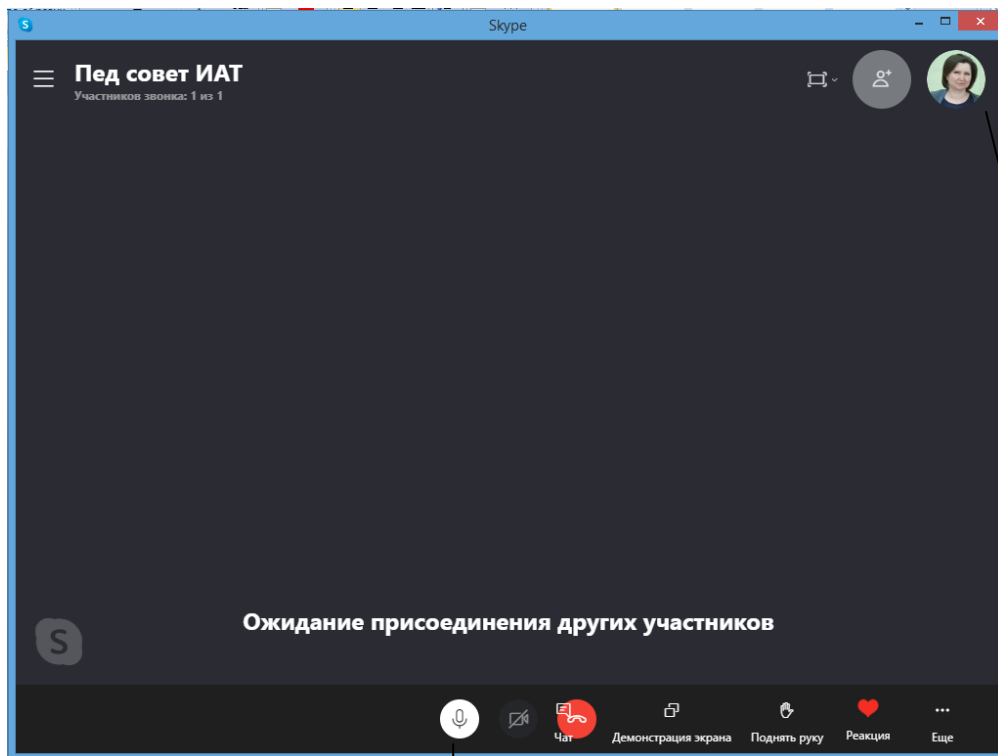 Skype
Пед совет ИАТ
Участников звонка: 1 из 1
Ожидание присоединения других участников
Чат
Демонстрация экрана
Поднять руку
Реакция
Еще